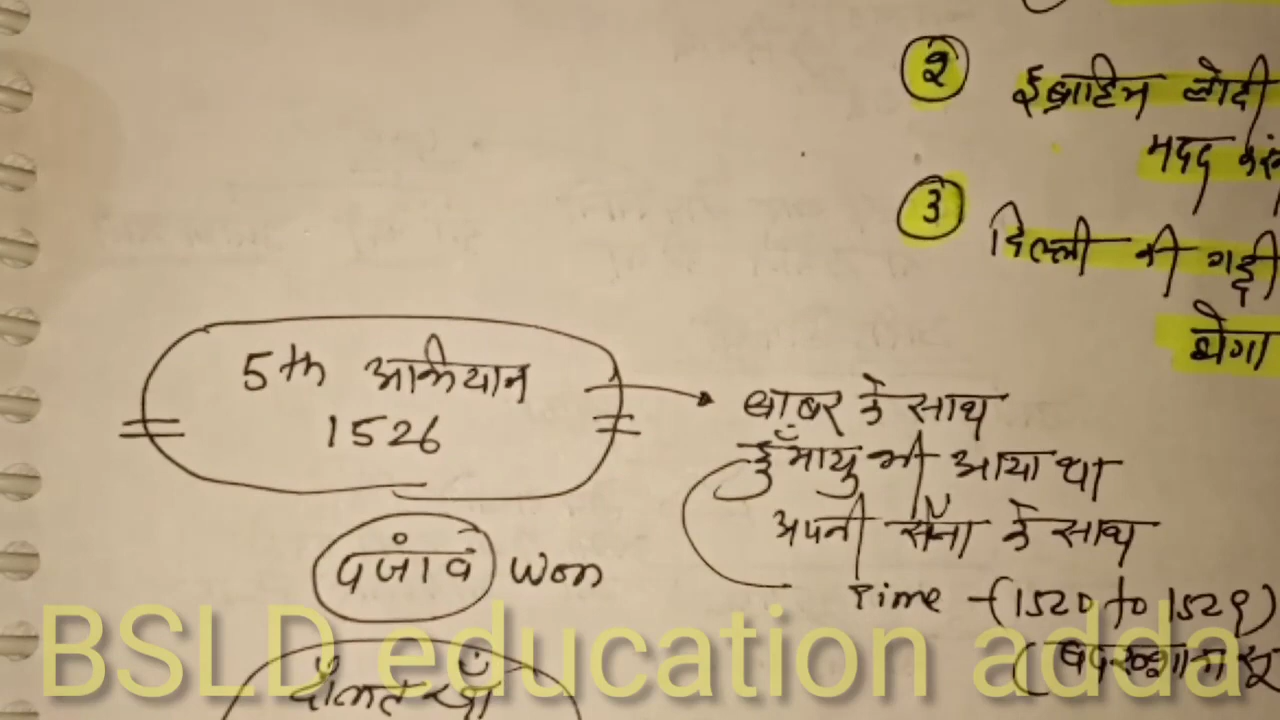 २ इब्राहिम लोदी
मदद
3 दिल्ली की गद्दी
5th अभियान
1526
बाबर के साथ
हुँमायु भी आया था
अपनी सेना के साथ
Time - (1520 to 1529)
पंजाव won
दौलत खाँ
BSLD education adda